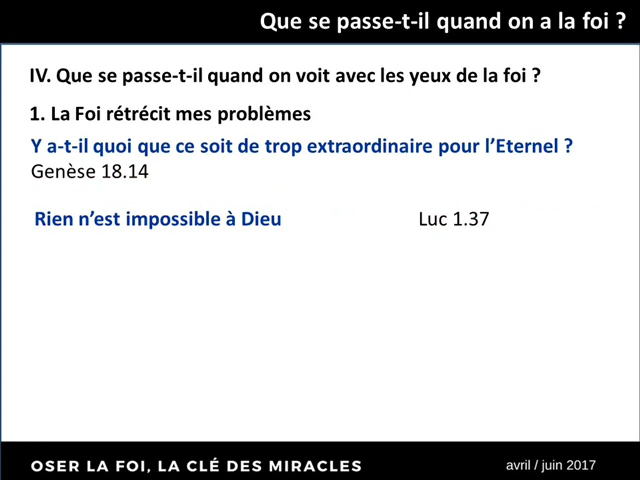 Que se passe-t-il quand on a la foi ?
IV. Que se passe-t-il quand on voit avec les yeux de la foi ?
1. La Foi rétrécit mes problèmes
Y a-t-il quoi que ce soit de trop extraordinaire pour l’Eternel ?
Genèse 18.14
Rien n’est impossible à Dieu Luc 1.37
OSER LA FOI, LA CLÉ DES MIRACLES avril / juin 2017